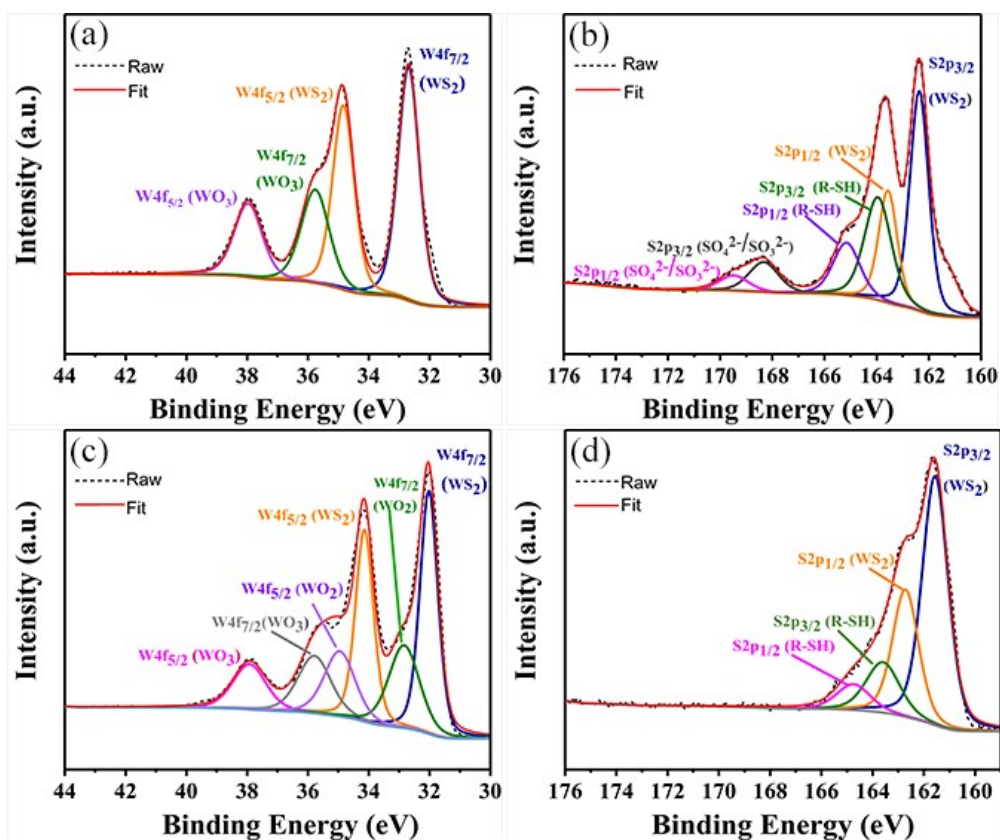 (a)
Raw
Fit
W4f7/2
(WS2)
W4f5/2 (WS2)
W4f7/2
(WO3)
W4f5/2 (WO3)
Intensity (a.u.)
44 42 40 38 36 34 32 30
Binding Energy (eV)
(b)
Raw
Fit
S2p3/2
(WS2)
S2p1/2 (WS2)
S2p3/2 (R-SH)
S2p1/2 (R-SH)
S2p3/2 (SO4²⁻/SO3²⁻)
S2p1/2 (SO4²⁻/SO3²⁻)
Intensity (a.u.)
176 174 172 170 168 166 164 162 160
Binding Energy (eV)
(c)
Raw
Fit
W4f7/2
(WS2)
W4f7/2
(WO2)
W4f5/2 (WS2)
W4f5/2 (WO2)
W4f7/2(WO3)
W4f5/2 (WO3)
Intensity (a.u.)
44 42 40 38 36 34 32 30
Binding Energy (eV)
(d)
Raw
Fit
S2p3/2
(WS2)
S2p1/2 (WS2)
S2p3/2 (R-SH)
S2p1/2 (R-SH)
Intensity (a.u.)
176 174 172 170 168 166 164 162 160
Binding Energy (eV)